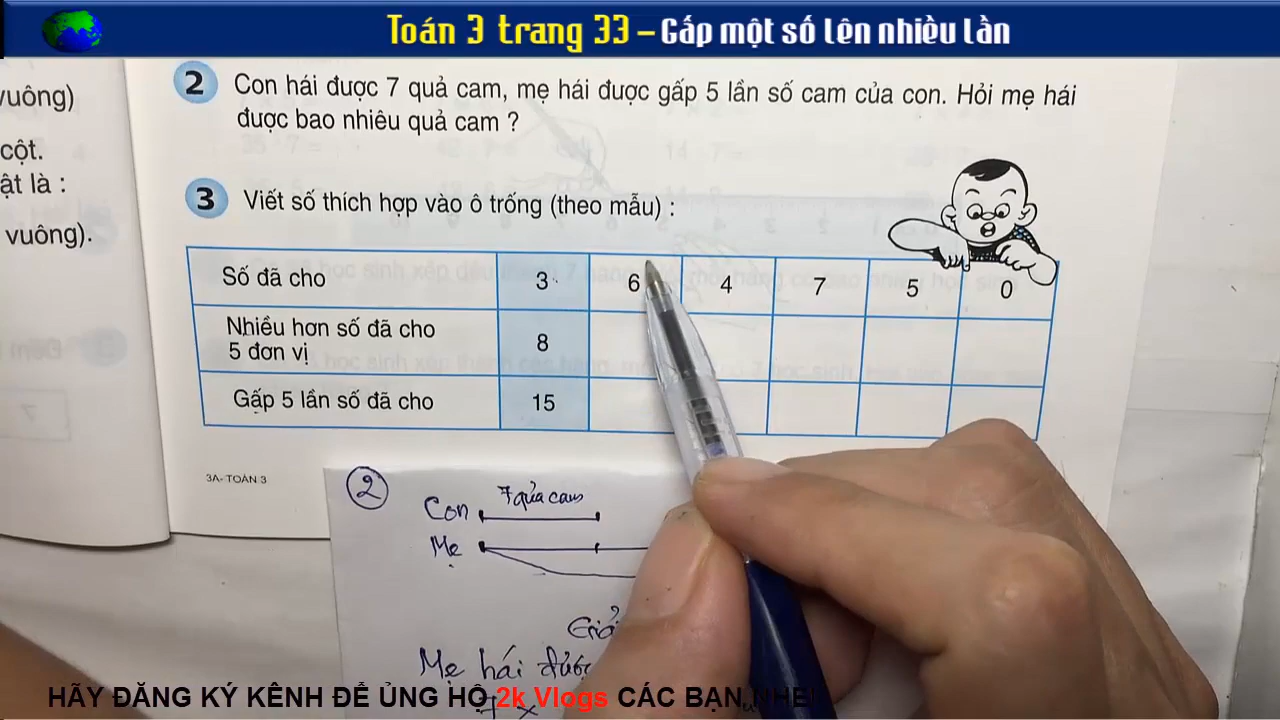 Toán 3 trang 33 – Gấp một số lên nhiều lần
vuông)
cột.
ật là :
vuông).
2 Con hái được 7 quả cam, mẹ hái được gấp 5 lần số cam của con. Hỏi mẹ hái
được bao nhiêu quả cam ?
3 Viết số thích hợp vào ô trống (theo mẫu) :
Số đã cho 3 6 4 7 5 0
Nhiều hơn số đã cho
5 đơn vị 8
Gấp 5 lần số đã cho 15
3A- TOÁN 3
2
Con 7 quả cam
Mẹ
Mẹ hái được
7 x
HÃY ĐĂNG KÝ KÊNH ĐỂ ỦNG HỘ 2k Vlogs CÁC BẠN NHÉ!